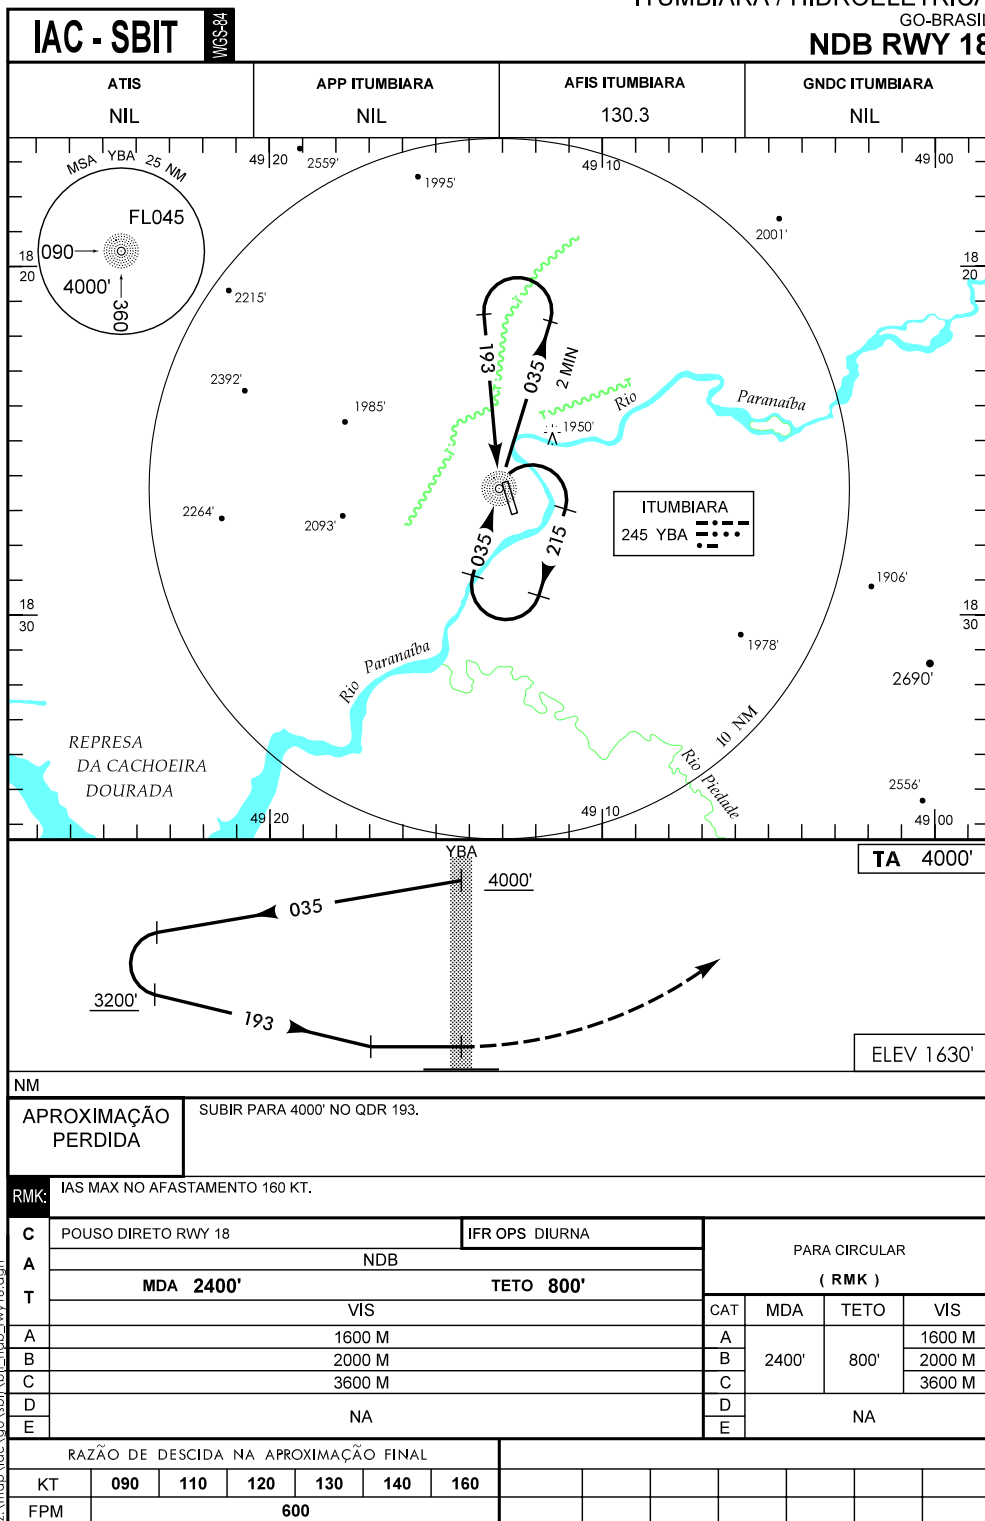 ITUMBIARA / HIDROELÉTRICA
GO-BRASIL
IAC - SBIT
WGS-84
NDB RWY 18
ATIS
NIL
APP ITUMBIARA
NIL
AFIS ITUMBIARA
130.3
GNDC ITUMBIARA
NIL
MSA YBA 25 NM
FL045
090
4000'
360
49 20
2559'
1995'
49 10
49 00
2001'
18
20
18
20
2215'
2392'
1985'
193
035
2 MIN
1950'
Rio
Paranaíba
2264'
2093'
035
215
ITUMBIARA
245 YBA
1906'
18
30
18
30
1978'
2690'
Rio
Paranaíba
10 NM
Rio Piedade
REPRESA
DA CACHOEIRA
DOURADA
2556'
49 20
49 10
49 00
YBA
4000'
TA 4000'
035
3200'
193
ELEV 1630'
NM
APROXIMAÇÃO
PERDIDA
SUBIR PARA 4000' NO QDR 193.
RMK:
IAS MAX NO AFASTAMENTO 160 KT.
C
A
T
POUSO DIRETO RWY 18
IFR OPS DIURNA
NDB
MDA 2400' TETO 800'
VIS
A 1600 M
B 2000 M
C 3600 M
D
E
NA
PARA CIRCULAR
( RMK )
CAT MDA TETO VIS
A 1600 M
B 2400' 800' 2000 M
C 3600 M
D
E
NA
RAZÃO DE DESCIDA NA APROXIMAÇÃO FINAL
KT 090 110 120 130 140 160
FPM 600